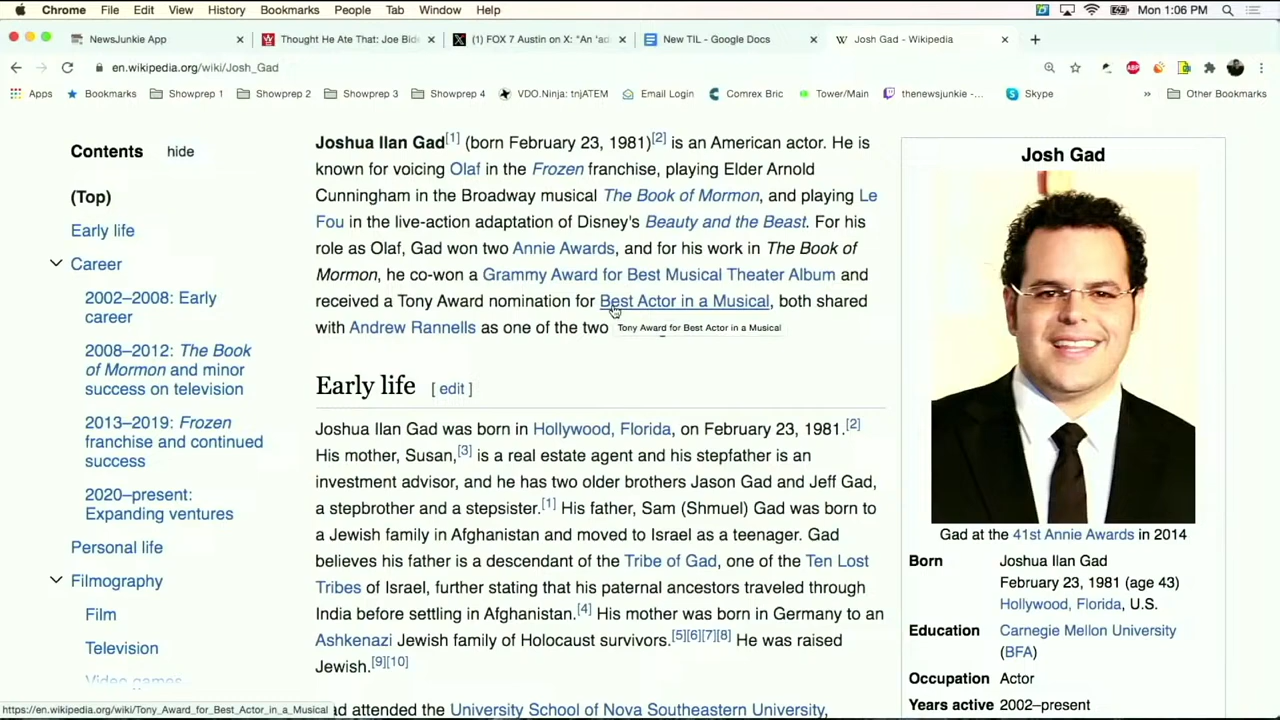 Chrome File Edit View History Bookmarks People Tab Window Help Mon 1:06 PM
NewsJunkie App Thought He Ate That: Joe Bid (1) FOX 7 Austin on X: "An 'ad New TIL - Google Docs Josh Gad - Wikipedia
en.wikipedia.org/wiki/Josh_Gad ABP
Apps Bookmarks Showprep 1 Showprep 2 Showprep 3 Showprep 4 VDO.Ninja: tnjATEM Email Login Comrex Bric Tower/Main thenewsjunkie -... Skype » Other Bookmarks
Contents hide
(Top)
Early life
Career
2002–2008: Early
career
2008–2012: The Book
of Mormon and minor
success on television
2013–2019: Frozen
franchise and continued
success
2020–present:
Expanding ventures
Personal life
Filmography
Film
Television
Video games
Joshua Ilan Gad[1] (born February 23, 1981)[2] is an American actor. He is
known for voicing Olaf in the Frozen franchise, playing Elder Arnold
Cunningham in the Broadway musical The Book of Mormon, and playing Le
Fou in the live-action adaptation of Disney's Beauty and the Beast. For his
role as Olaf, Gad won two Annie Awards, and for his work in The Book of
Mormon, he co-won a Grammy Award for Best Musical Theater Album and
received a Tony Award nomination for Best Actor in a Musical, both shared
with Andrew Rannells as one of the two
Tony Award for Best Actor in a Musical
Early life [ edit ]
Joshua Ilan Gad was born in Hollywood, Florida, on February 23, 1981.[2]
His mother, Susan,[3] is a real estate agent and his stepfather is an
investment advisor, and he has two older brothers Jason Gad and Jeff Gad,
a stepbrother and a stepsister.[1] His father, Sam (Shmuel) Gad was born to
a Jewish family in Afghanistan and moved to Israel as a teenager. Gad
believes his father is a descendant of the Tribe of Gad, one of the Ten Lost
Tribes of Israel, further stating that his paternal ancestors traveled through
India before settling in Afghanistan.[4] His mother was born in Germany to an
Ashkenazi Jewish family of Holocaust survivors.[5][6][7][8] He was raised
Jewish.[9][10]
attended the University School of Nova Southeastern University,
Josh Gad
Gad at the 41st Annie Awards in 2014
Born Joshua Ilan Gad
February 23, 1981 (age 43)
Hollywood, Florida, U.S.
Education Carnegie Mellon University
(BFA)
Occupation Actor
Years active 2002–present
https://en.wikipedia.org/wiki/Tony_Award_for_Best_Actor_in_a_Musical